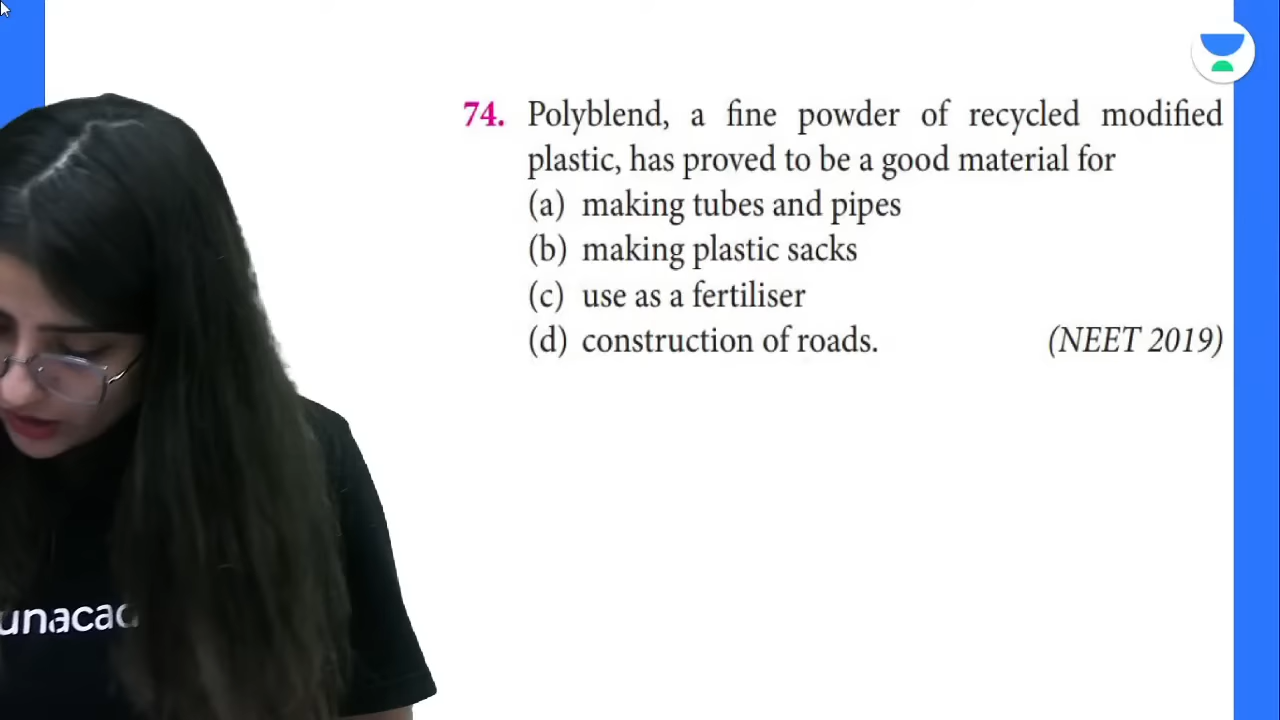 74. Polyblend, a fine powder of recycled modified
plastic, has proved to be a good material for
(a) making tubes and pipes
(b) making plastic sacks
(c) use as a fertiliser
(d) construction of roads. (NEET 2019)
unacad